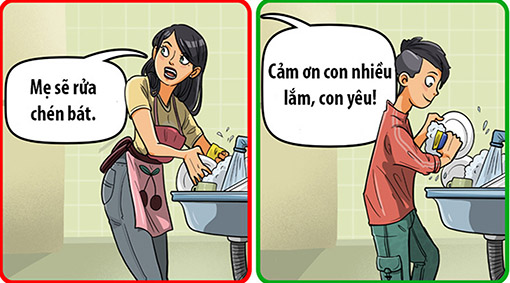 Mẹ sẽ rửa
chén bát.
Cảm ơn con nhiều
lắm, con yêu!